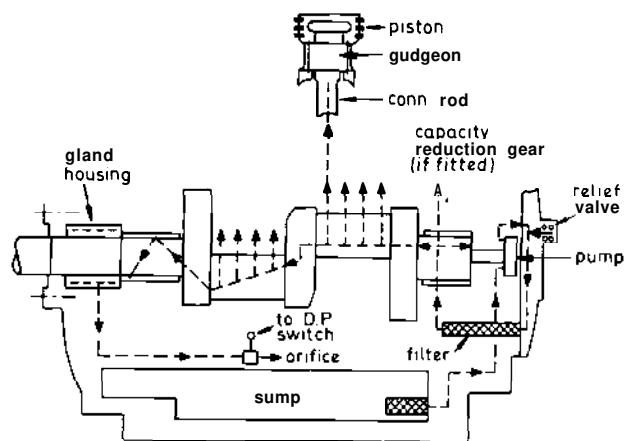 piston
gudgeon
conn rod
capacity
reduction gear
(if fitted)
gland
housing
A
relief
valve
pump
to D.P
switch
orifice
filter
sump